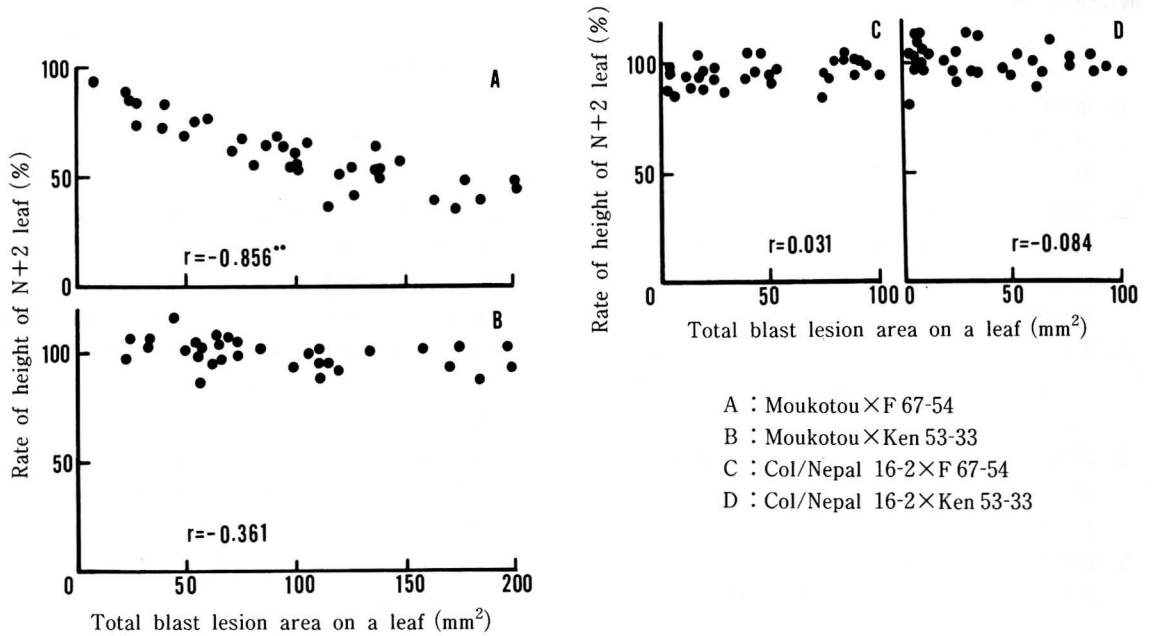 Rate of height of N+2 leaf (%)
100
50
0
A
r=-0.856**
100
50
B
r=-0.361
0
50
100
150
200
Total blast lesion area on a leaf (mm²)
Rate of height of N+2 leaf (%)
100
50
C
r=0.031
D
r=-0.084
0
50
100
0
50
100
Total blast lesion area on a leaf (mm²)
A : Moukotou×F 67-54
B : Moukotou×Ken 53-33
C : Col/Nepal 16-2×F 67-54
D : Col/Nepal 16-2×Ken 53-33